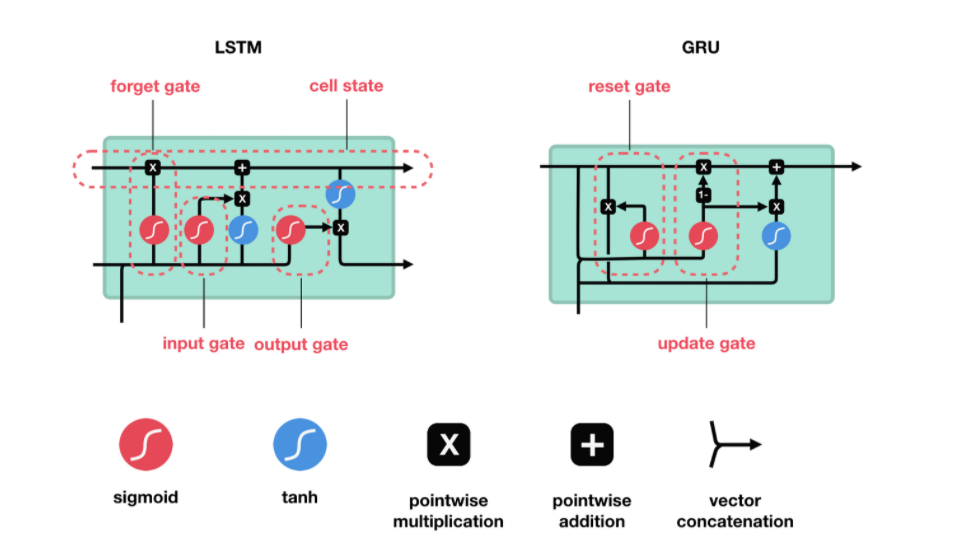 LSTM
GRU
forget gate
cell state
reset gate
X
+
X
X
X
1-
+
X
X
input gate
output gate
update gate
X
+
sigmoid
tanh
pointwise
multiplication
pointwise
addition
vector
concatenation